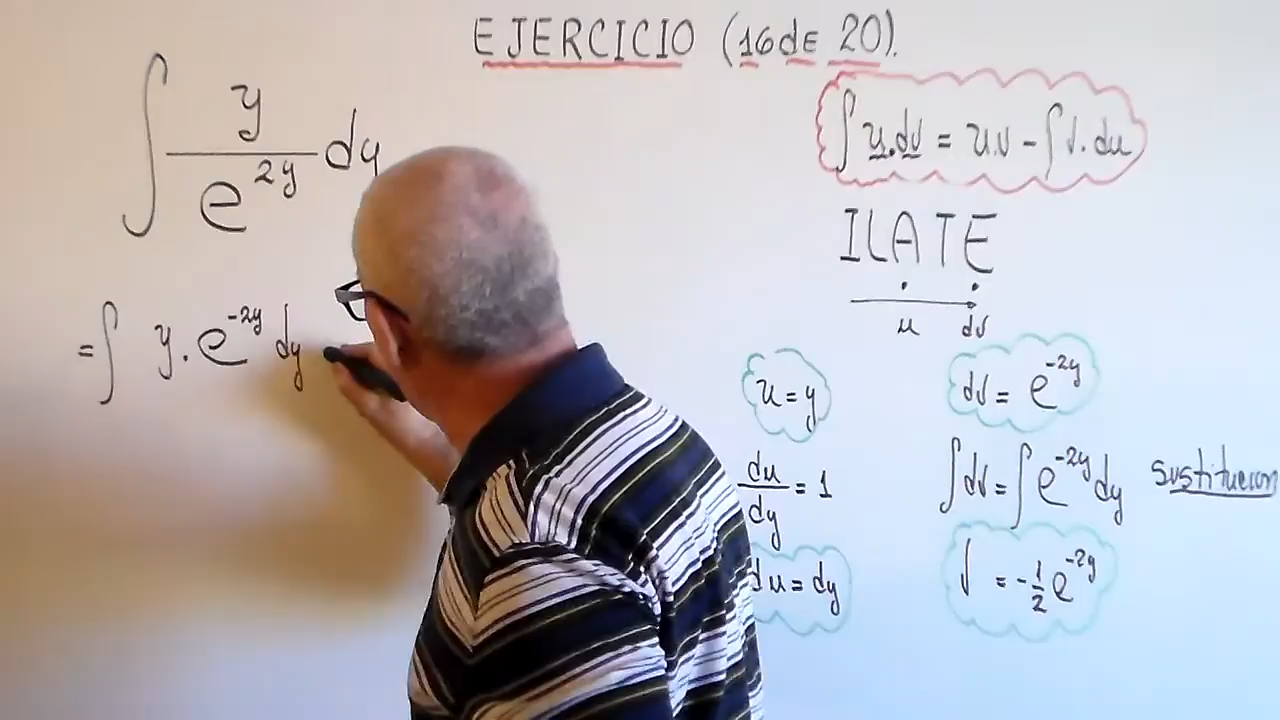 EJERCICIO (16 de 20).
∫ y/e^{2y} dy
∫ u.dv = u.v - ∫ v.du
ILATE
u dv
= ∫ y. e^{-2y} dy
u = y
dv = e^{-2y}
du/dy = 1
∫ dv = ∫ e^{-2y} dy sustitucion
du = dy
v = -1/2 e^{-2y}